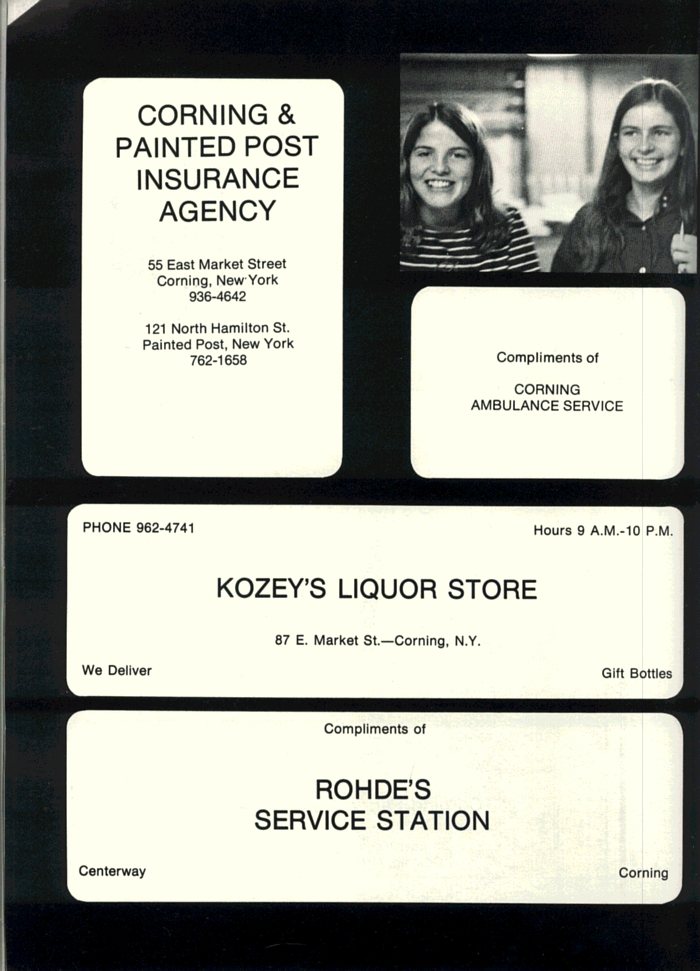 CORNING &
PAINTED POST
INSURANCE
AGENCY
55 East Market Street
Corning, New York
936-4642
121 North Hamilton St.
Painted Post, New York
762-1658
Compliments of
CORNING
AMBULANCE SERVICE
PHONE 962-4741
Hours 9 A.M.-10 P.M.
KOZEY'S LIQUOR STORE
87 E. Market St.—Corning, N.Y.
We Deliver
Gift Bottles
Compliments of
ROHDE'S
SERVICE STATION
Centerway
Corning